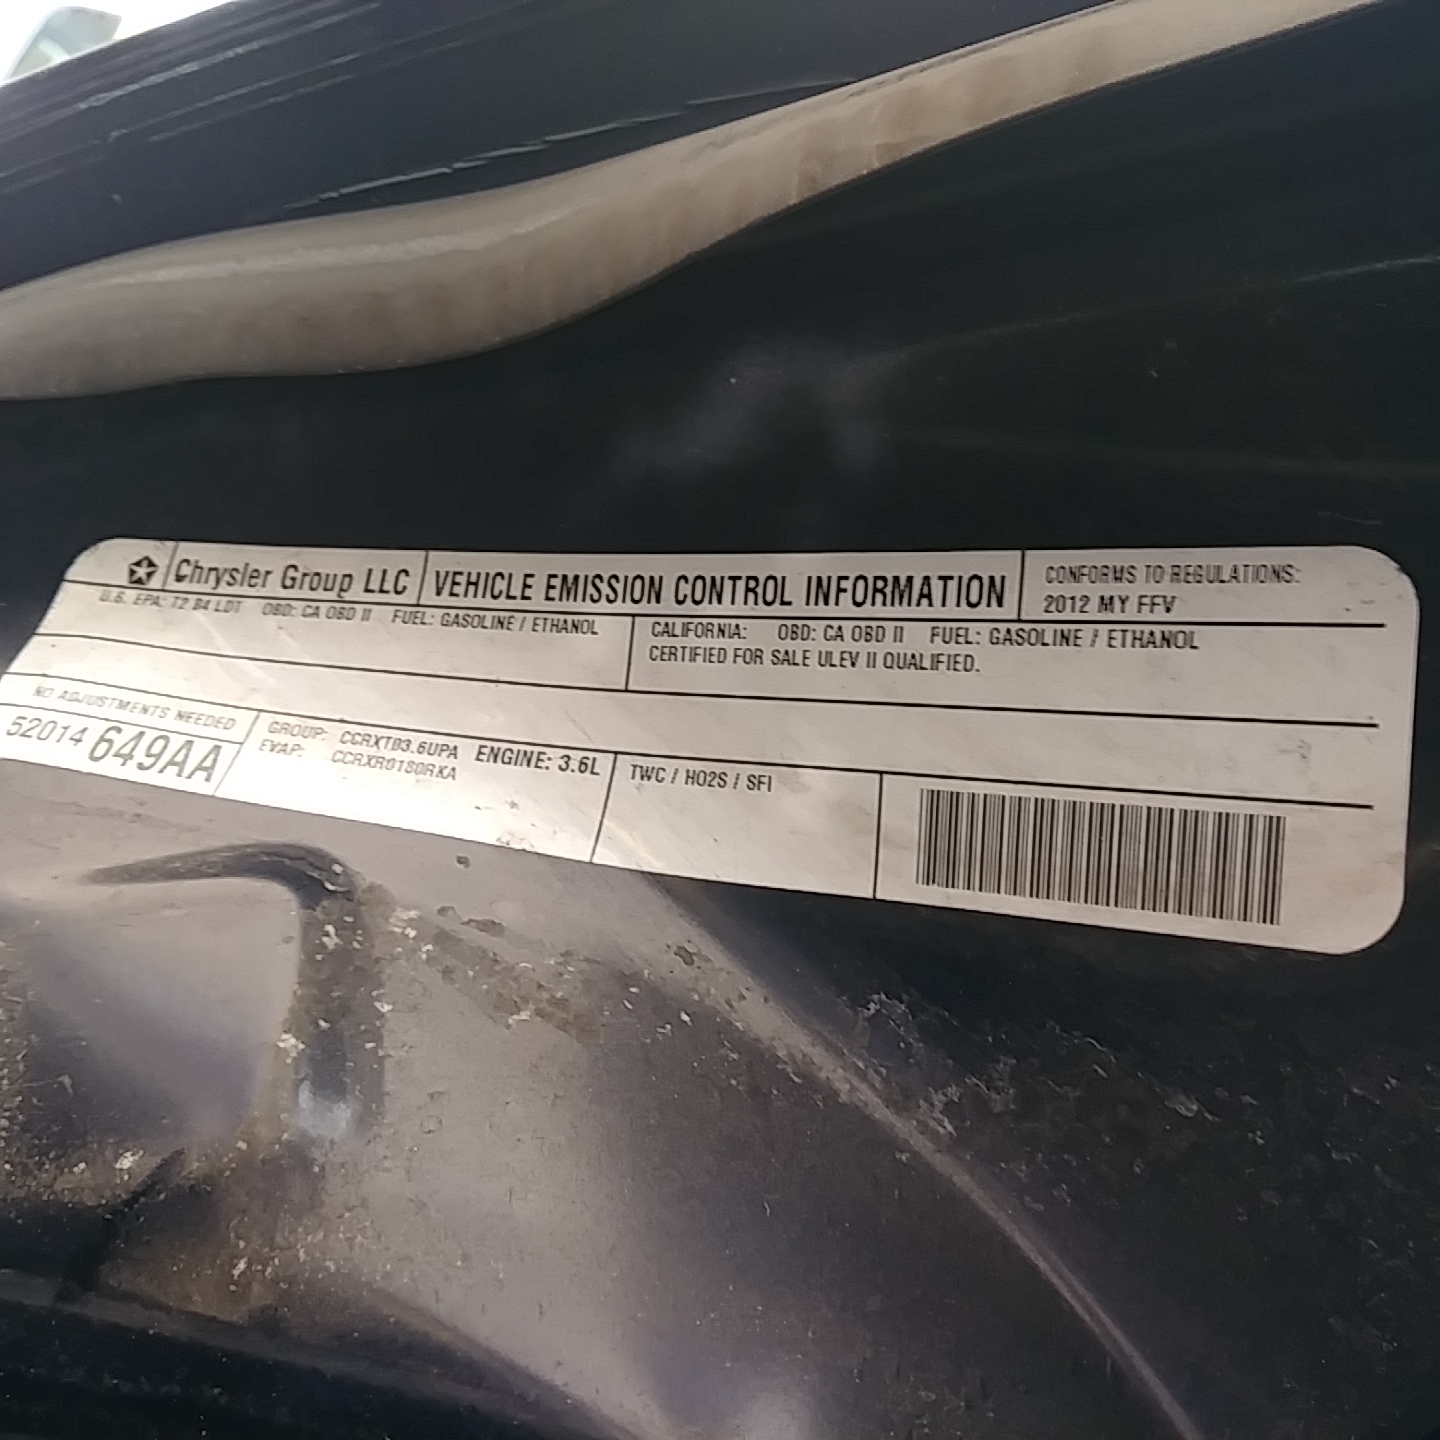 Chrysler Group LLC
VEHICLE EMISSION CONTROL INFORMATION
CONFORMS TO REGULATIONS:
2012 MY FFV
U.S. EPA: T2 B4 LDT OBD: CA OBD II FUEL: GASOLINE / ETHANOL
CALIFORNIA: OBD: CA OBD II FUEL: GASOLINE / ETHANOL
CERTIFIED FOR SALE ULEV II QUALIFIED.
NO ADJUSTMENTS NEEDED
52014 649AA
GROUP: CCRXT03.6UPA ENGINE: 3.6L
EVAP: CCRXR0180RKA
TWC / HO2S / SFI